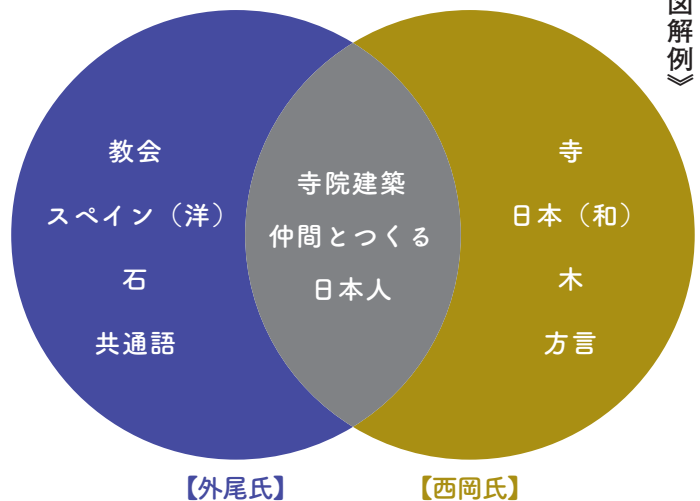 図解例》
教会
スペイン（洋）
石
共通語
寺院建築
仲間とつくる
日本人
寺
日本（和）
木
方言
【外尾氏】
【西岡氏】